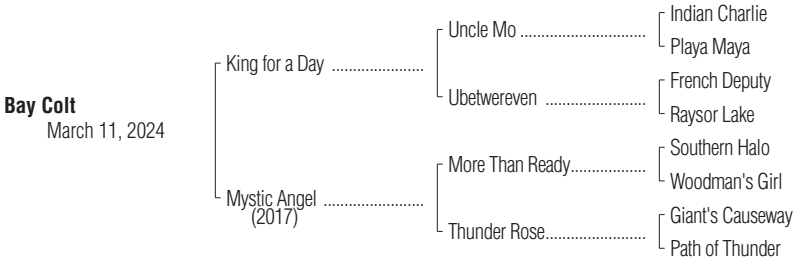 Indian Charlie
Uncle Mo ..............................
Playa Maya
King for a Day ......................
French Deputy
Ubetwereven ........................
Raysor Lake
Bay Colt
March 11, 2024
Southern Halo
More Than Ready..................
Woodman's Girl
Mystic Angel ........................
(2017)
Giant's Causeway
Thunder Rose........................
Path of Thunder